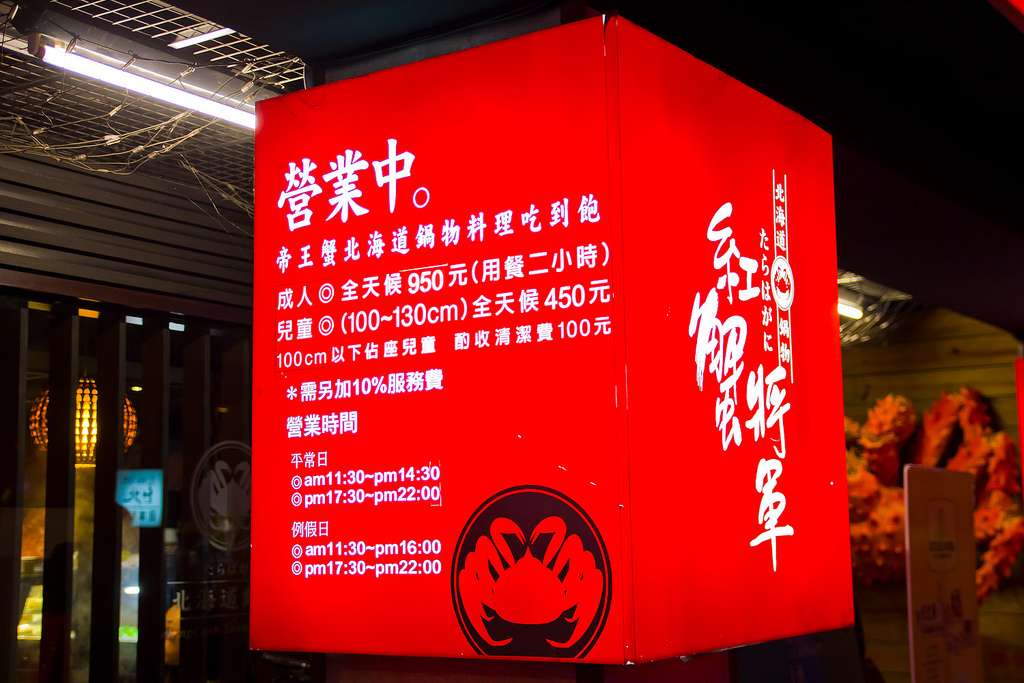 營業中。
帝王蟹北海道鍋物料理吃到飽
成人◎全天候950元(用餐二小時)
兒童◎(100~130cm)全天候450元
100cm以下佔座兒童 酌收清潔費100元
＊需另加10%服務費
營業時間
平常日
◎am11:30~pm14:30
◎pm17:30~pm22:00
例假日
◎am11:30~pm16:00
◎pm17:30~pm22:00
北海道鍋物
たらばがに
紅蟹將軍
北海道